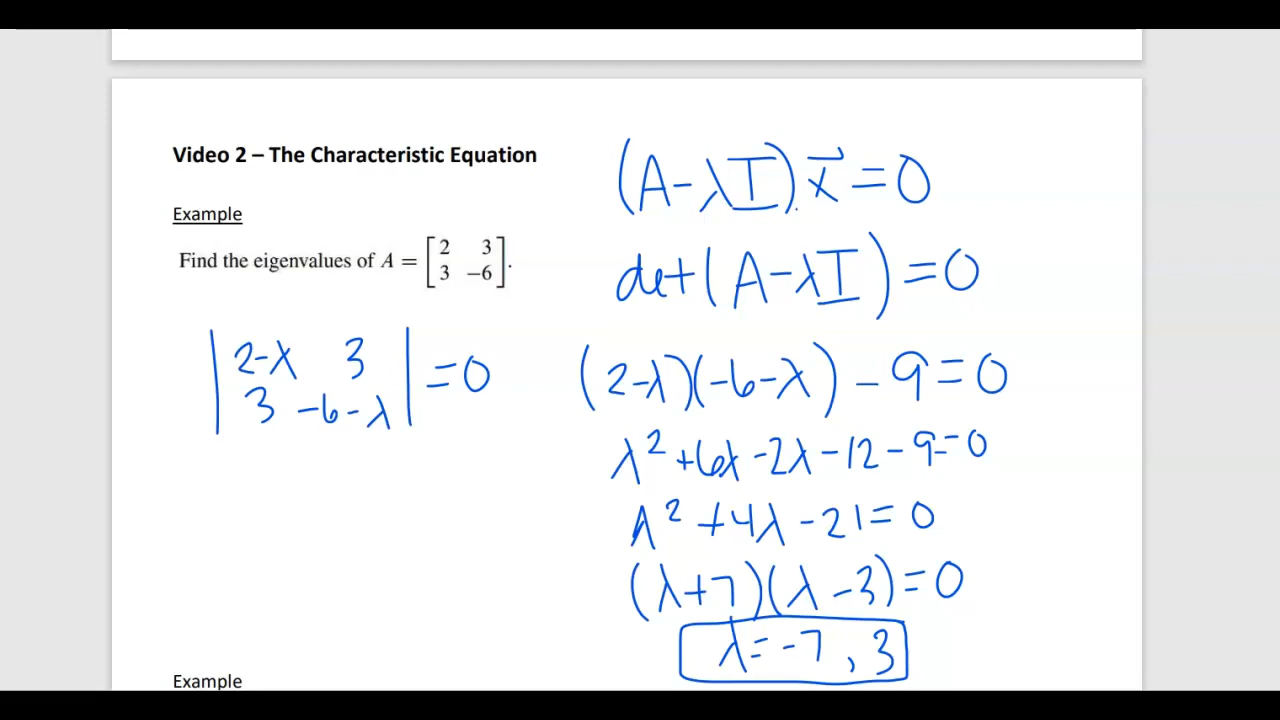 Video 2 – The Characteristic Equation
Example
Find the eigenvalues of A = [2 3
3 −6].
(A-λI)x⃗=0
det(A-λI)=0
|2-λ 3
3 -6-λ|=0
(2-λ)(-6-λ)-9=0
λ²+6λ-2λ-12-9=0
λ²+4λ-21=0
(λ+7)(λ-3)=0
λ=-7, 3
Example